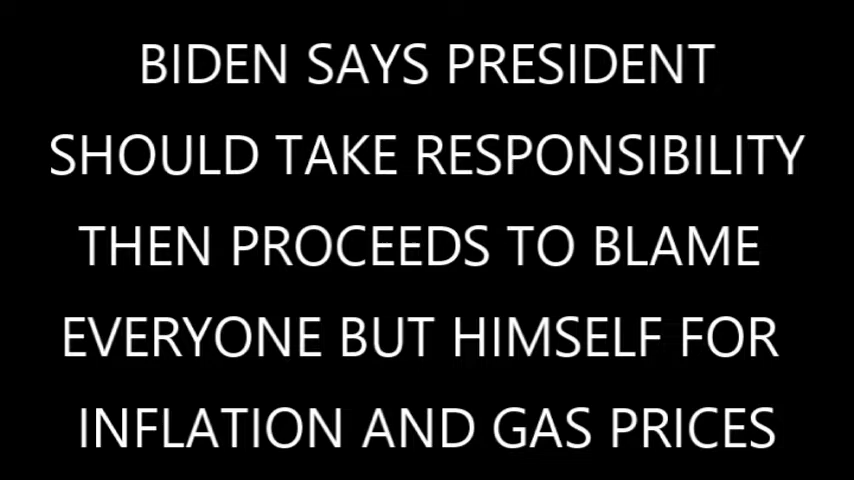 BIDEN SAYS PRESIDENT
SHOULD TAKE RESPONSIBILITY
THEN PROCEEDS TO BLAME
EVERYONE BUT HIMSELF FOR
INFLATION AND GAS PRICES